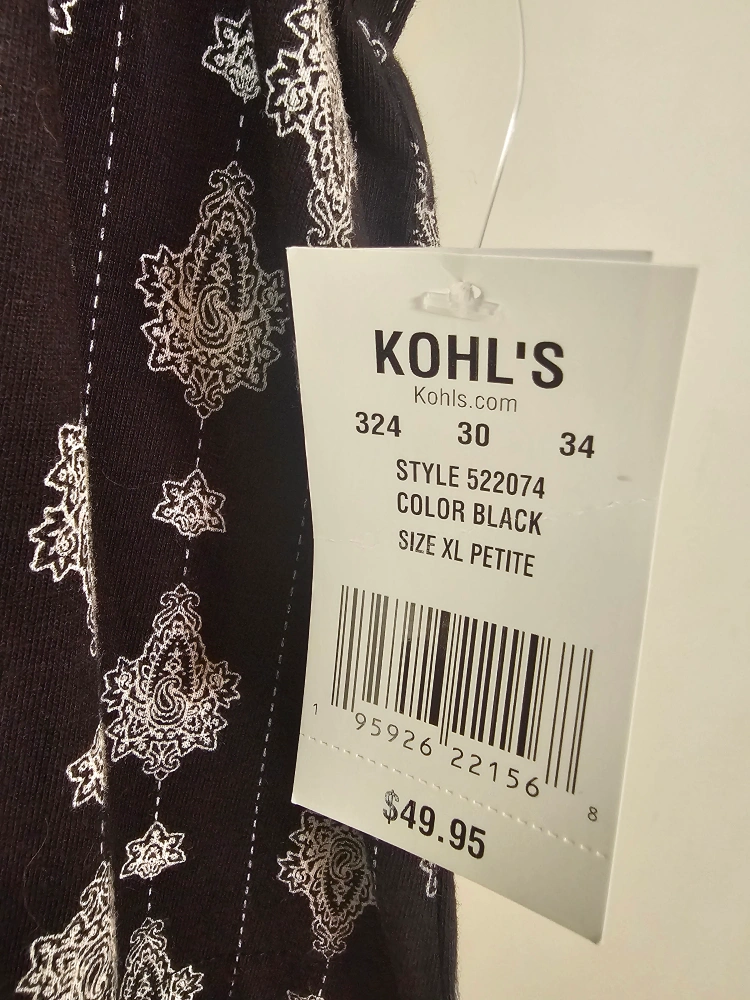 KOHL'S
Kohls.com
324 30 34
STYLE 522074
COLOR BLACK
SIZE XL PETITE
1 95926 22156 8
$49.95